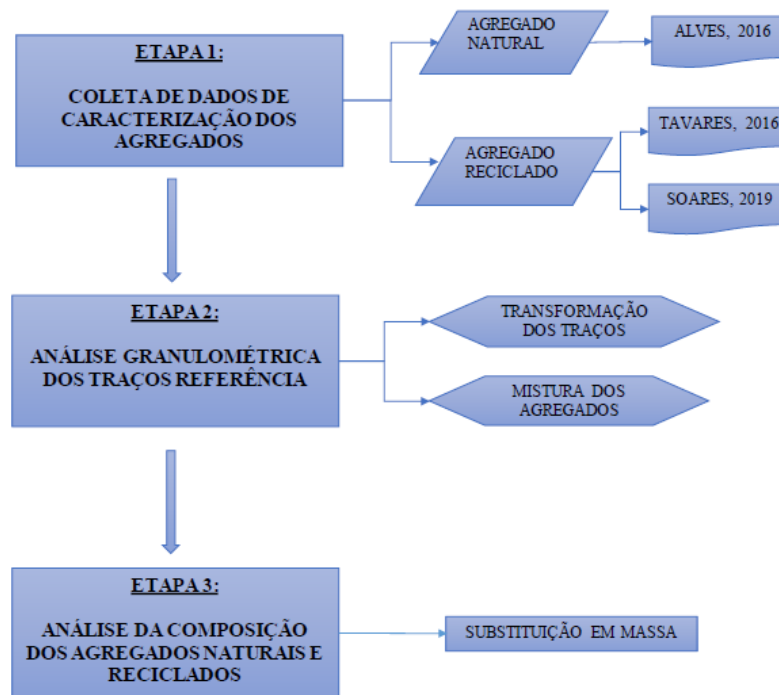 ETAPA 1:
COLETA DE DADOS DE
CARACTERIZAÇÃO DOS
AGREGADOS
AGREGADO
NATURAL
ALVES, 2016
AGREGADO
RECICLADO
TAVARES, 2016
SOARES, 2019
ETAPA 2:
ANÁLISE GRANULOMÉTRICA
DOS TRAÇOS REFERÊNCIA
TRANSFORMAÇÃO
DOS TRAÇOS
MISTURA DOS
AGREGADOS
ETAPA 3:
ANÁLISE DA COMPOSIÇÃO
DOS AGREGADOS NATURAIS E
RECICLADOS
SUBSTITUIÇÃO EM MASSA